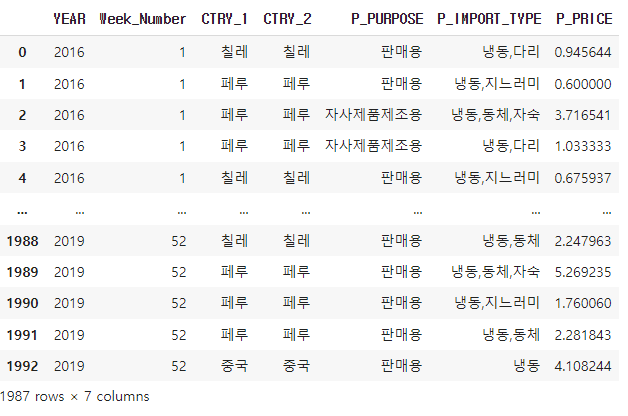 YEAR Week_Number CTRY_1 CTRY_2 P_PURPOSE P_IMPORT_TYPE P_PRICE
0 2016 1 칠레 칠레 판매용 냉동,다리 0.945644
1 2016 1 페루 페루 판매용 냉동,지느러미 0.600000
2 2016 1 페루 페루 자사제품제조용 냉동,동체,자숙 3.716541
3 2016 1 페루 페루 자사제품제조용 냉동,다리 1.033333
4 2016 1 칠레 칠레 판매용 냉동,지느러미 0.675937
... ... ... ... ... ... ... ...
1988 2019 52 칠레 칠레 판매용 냉동,동체 2.247963
1989 2019 52 페루 페루 판매용 냉동,동체,자숙 5.269235
1990 2019 52 페루 페루 판매용 냉동,지느러미 1.760060
1991 2019 52 페루 페루 판매용 냉동,동체 2.281843
1992 2019 52 중국 중국 판매용 냉동 4.108244
1987 rows × 7 columns